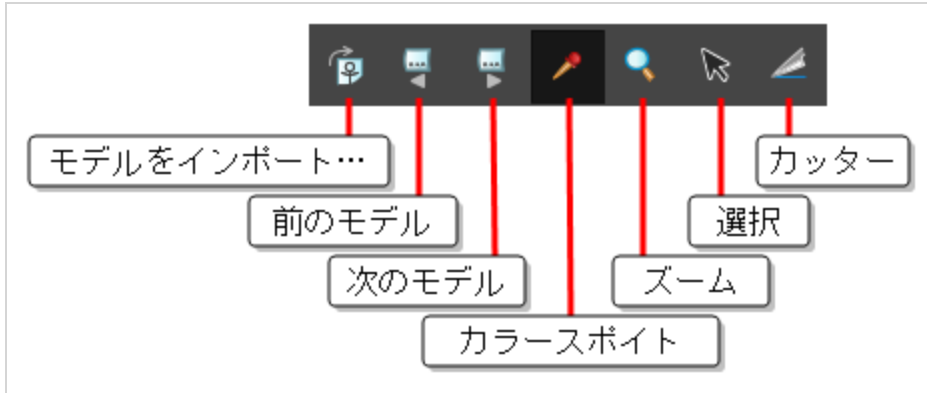 モデルをインポート…
カッター
前のモデル
選択
次のモデル
ズーム
カラースポイト